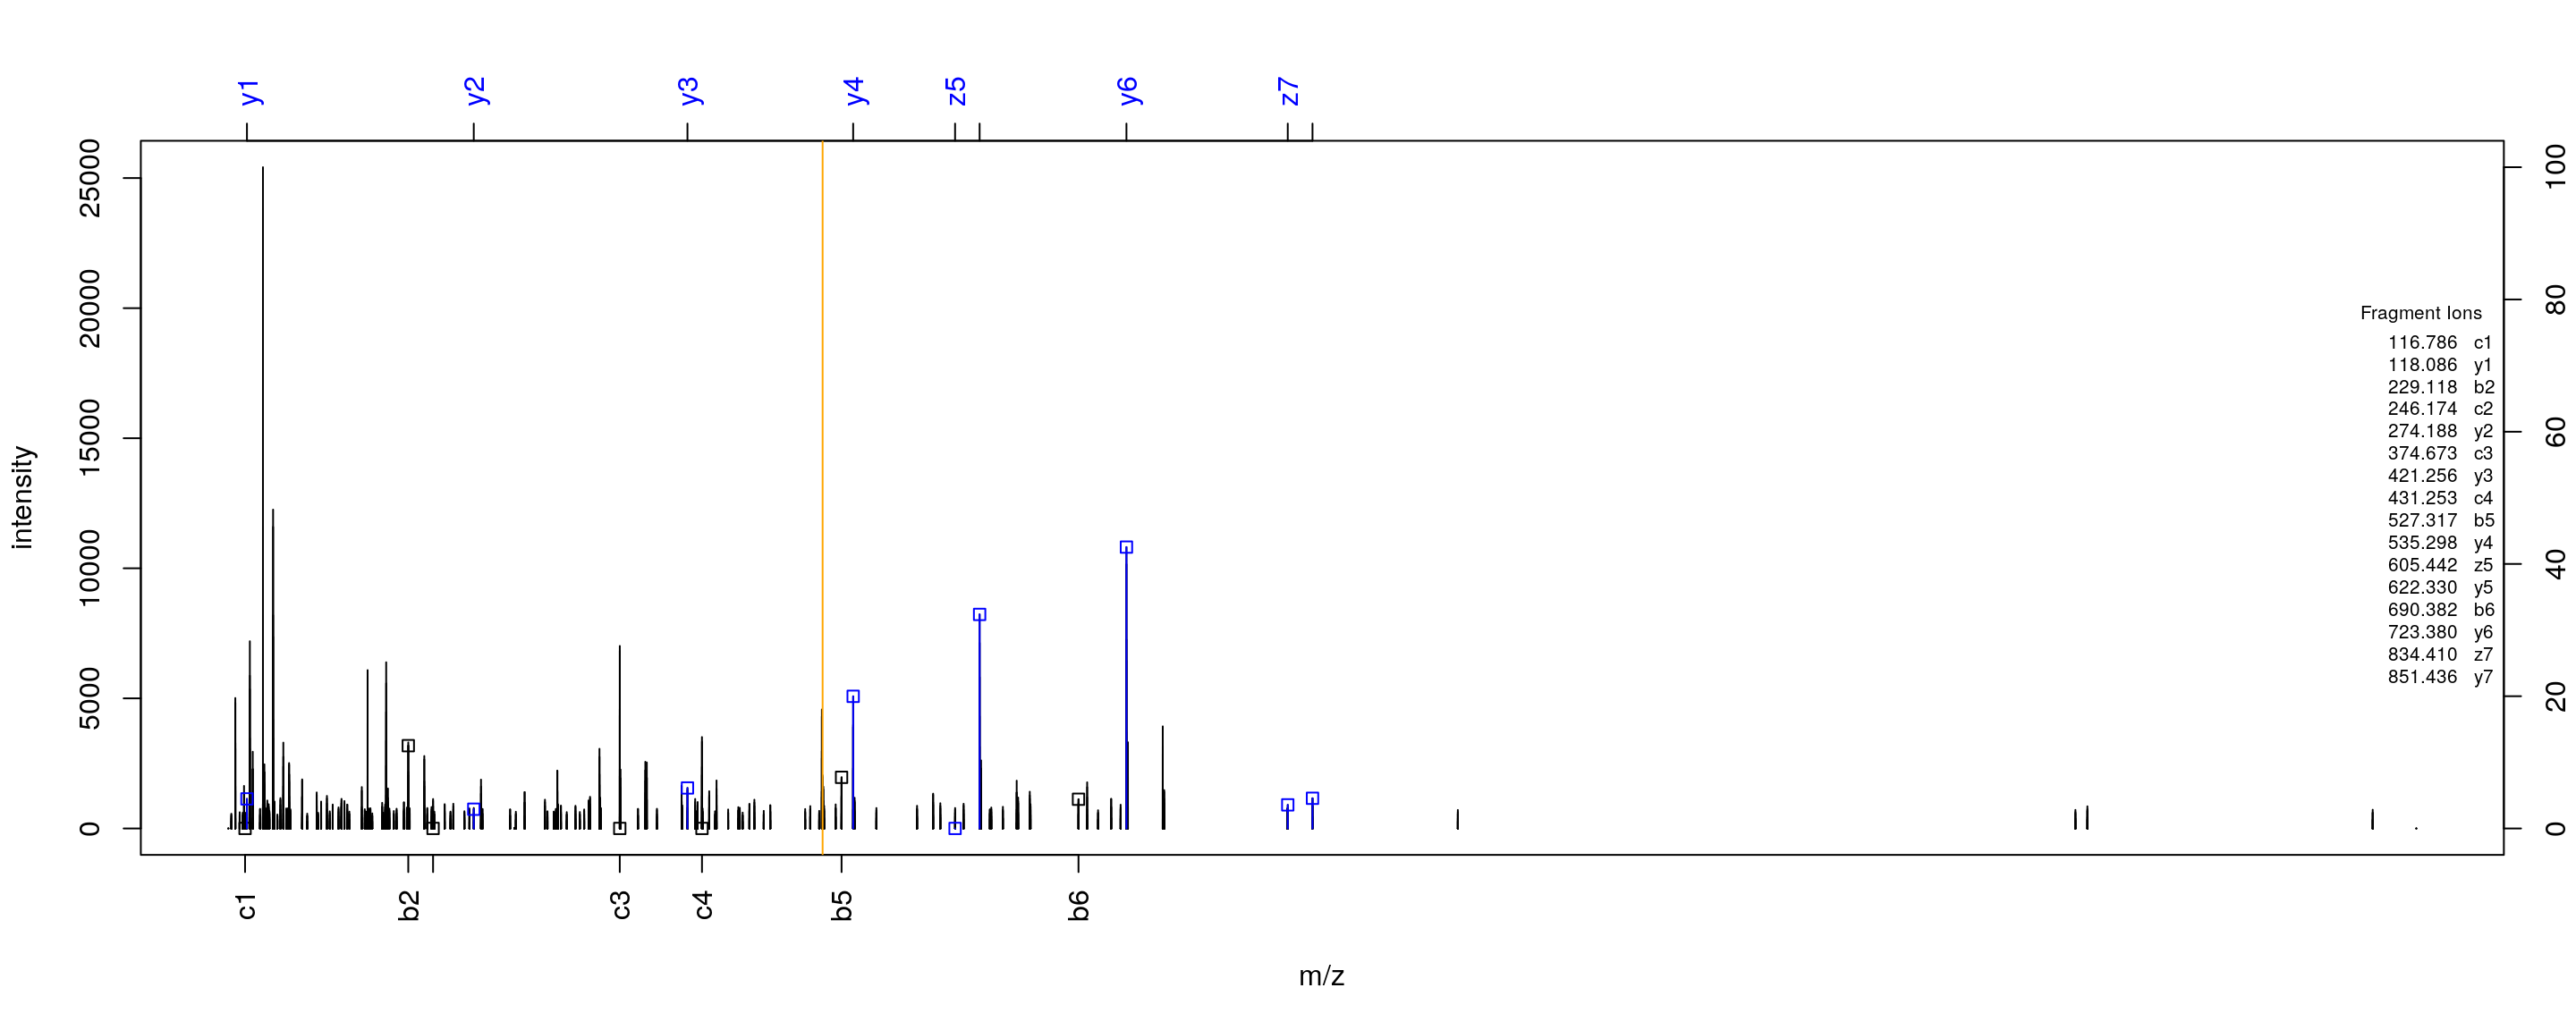 y1 y2 y3 y4 z5 y6 z7
25000
20000
15000
10000
5000
0
intensity
100
80
60
40
20
0
Fragment Ions
116.786 c1
118.086 y1
229.118 b2
246.174 c2
274.188 y2
374.673 c3
421.256 y3
431.253 c4
527.317 b5
535.298 y4
605.442 z5
622.330 y5
690.382 b6
723.380 y6
834.410 z7
851.436 y7
c1 b2 c3 c4 b5 b6
m/z